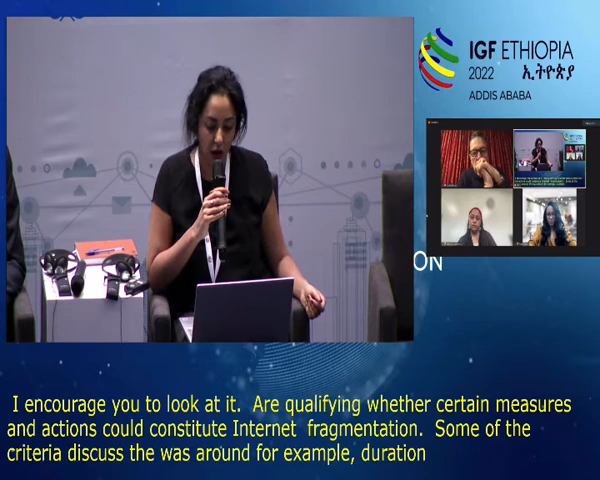 IGF ETHIOPIA
2022 ኢትዮጵያ
ADDIS ABABA
ON
I encourage you to look at it.  Are qualifying whether certain measures
and actions could constitute Internet  fragmentation.  Some of the
criteria discuss the was around for example, duration